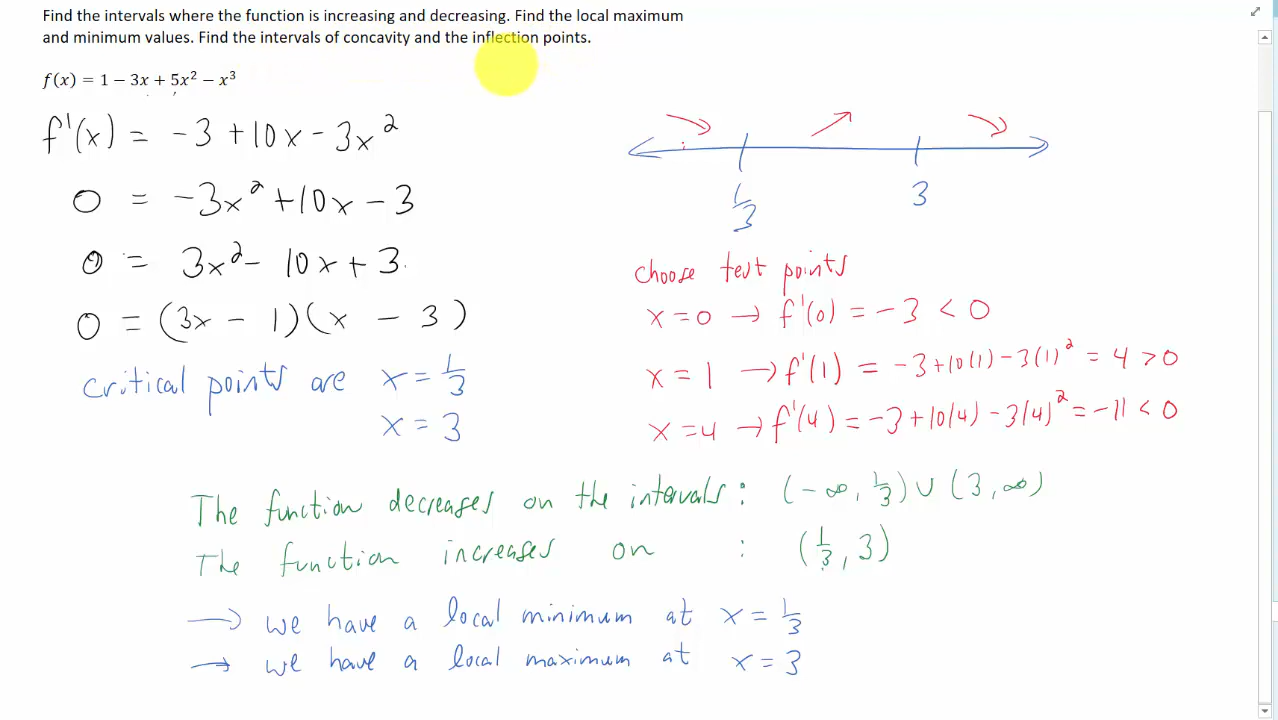 Find the intervals where the function is increasing and decreasing. Find the local maximum
and minimum values. Find the intervals of concavity and the inflection points.
f(x) = 1 − 3x + 5x² − x³
f'(x) = -3 + 10x - 3x²
0 = -3x² + 10x - 3
0 = 3x² - 10x + 3
0 = (3x - 1)(x - 3)
critical points are x = 1/3
x = 3
1/3 3
choose test points
x = 0 → f'(0) = -3 < 0
x = 1 → f'(1) = -3 + 10(1) - 3(1)² = 4 > 0
x = 4 → f'(4) = -3 + 10(4) - 3(4)² = -11 < 0
The function decreases on the intervals : (-∞, 1/3) ∪ (3, ∞)
The function increases on : (1/3, 3)
→ we have a local minimum at x = 1/3
→ we have a local maximum at x = 3